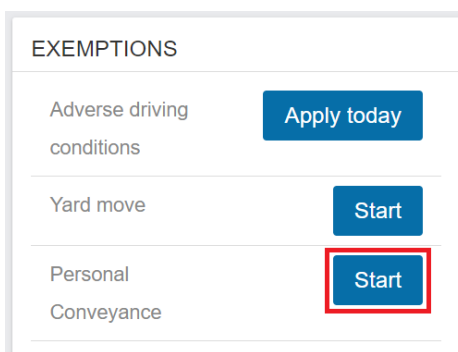 EXEMPTIONS
Adverse driving
conditions
Apply today
Yard move
Start
Personal
Conveyance
Start